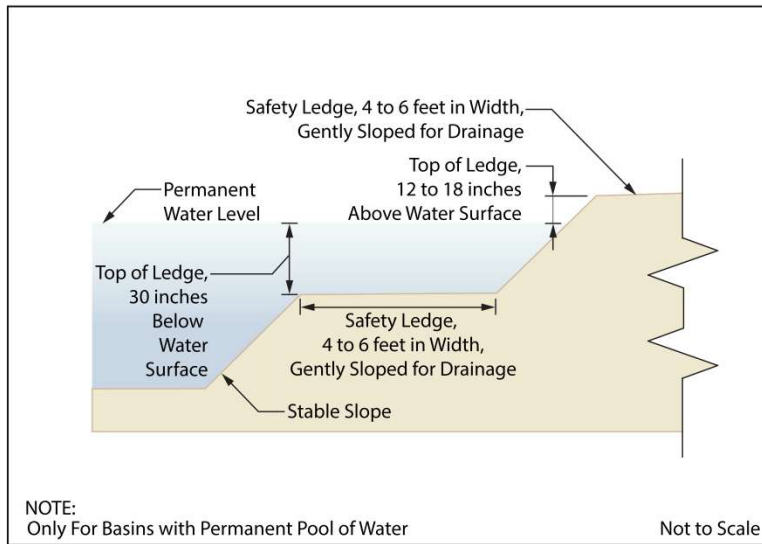 Safety Ledge, 4 to 6 feet in Width,
Gently Sloped for Drainage
Top of Ledge,
12 to 18 inches
Above Water Surface
Permanent
Water Level
Top of Ledge,
30 inches
Below
Water
Surface
Safety Ledge,
4 to 6 feet in Width,
Gently Sloped for Drainage
Stable Slope
NOTE:
Only For Basins with Permanent Pool of Water
Not to Scale